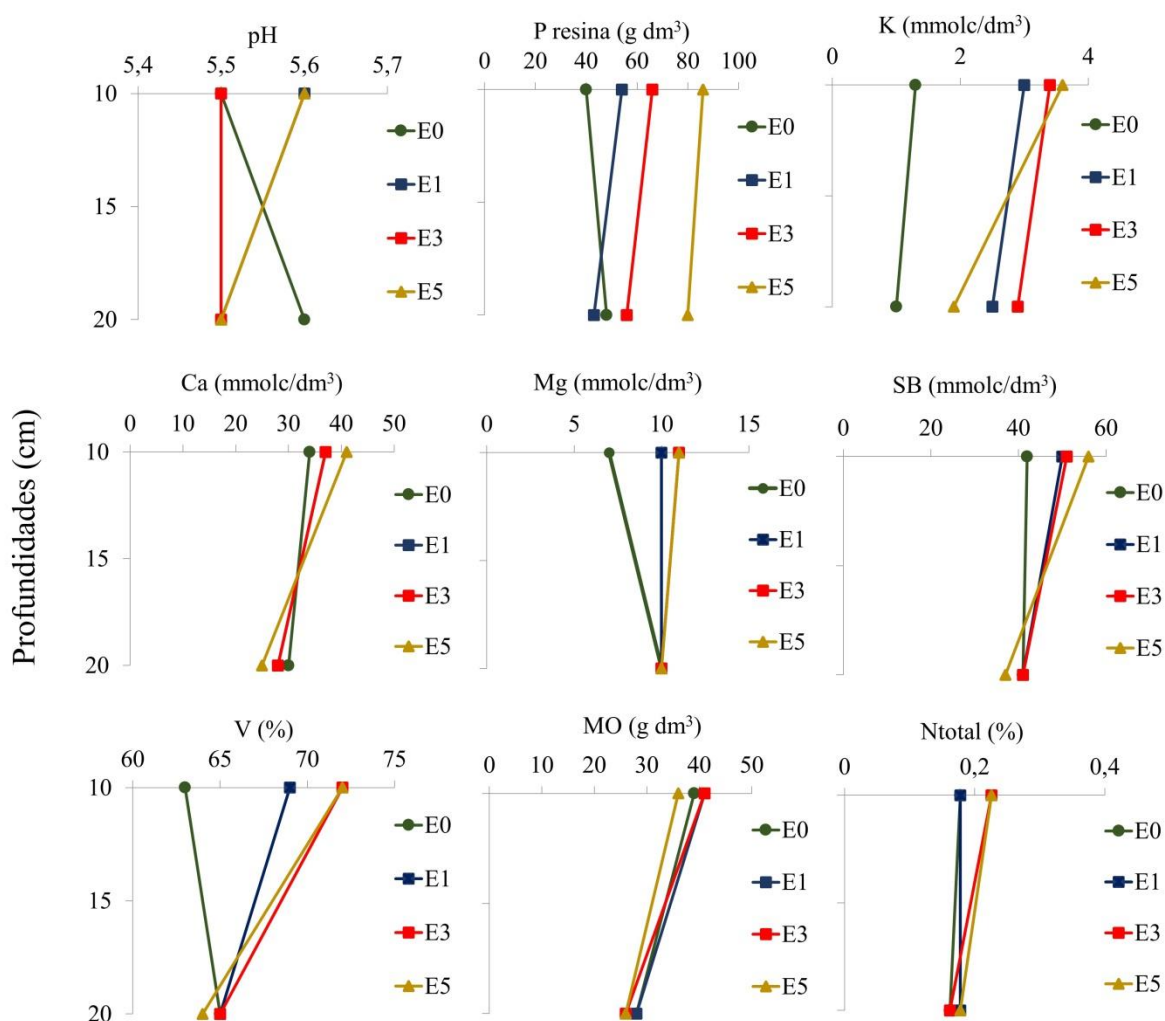 pH
5,4 5,5 5,6 5,7
10
15
20
E0
E1
E3
E5
P resina (g dm³)
0 20 40 60 80 100
E0
E1
E3
E5
K (mmolc/dm³)
0 2 4
E0
E1
E3
E5
Profundidades (cm)
Ca (mmolc/dm³)
0 10 20 30 40 50
10
15
20
E0
E1
E3
E5
Mg (mmolc/dm³)
0 5 10 15
E0
E1
E3
E5
SB (mmolc/dm³)
0 20 40 60
E0
E1
E3
E5
V (%)
60 65 70 75
10
15
20
E0
E1
E3
E5
MO (g dm³)
0 10 20 30 40 50
E0
E1
E3
E5
Ntotal (%)
0 0,2 0,4
E0
E1
E3
E5